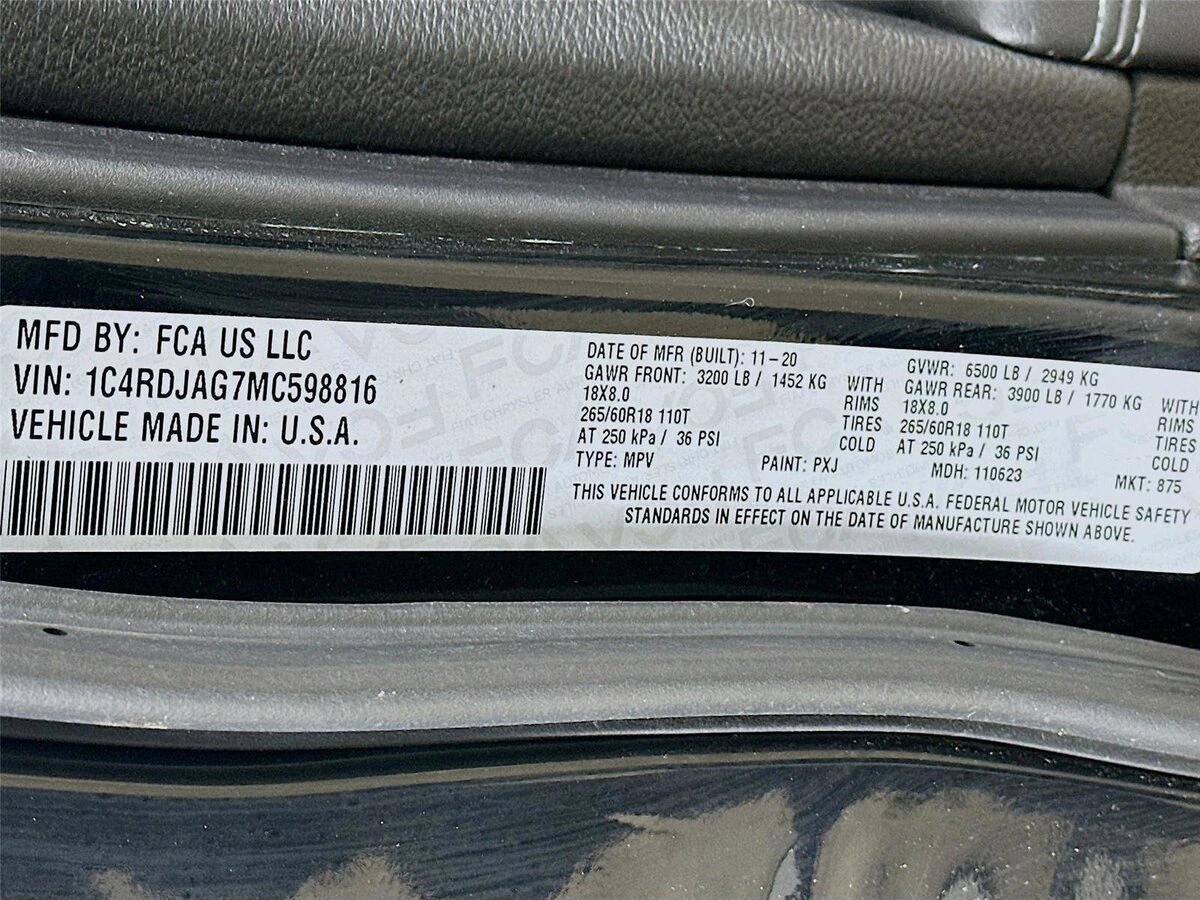 MFD BY: FCA US LLC
VIN: 1C4RDJAG7MC598816
VEHICLE MADE IN: U.S.A.
DATE OF MFR (BUILT): 11-20
GVWR: 6500 LB / 2949 KG
GAWR FRONT: 3200 LB / 1452 KG
18X8.0
265/60R18 110T
AT 250 kPa / 36 PSI
WITH
RIMS
TIRES
COLD
GAWR REAR: 3900 LB / 1770 KG
18X8.0
265/60R18 110T
AT 250 kPa / 36 PSI
WITH
RIMS
TIRES
COLD
TYPE: MPV PAINT: PXJ MDH: 110623 MKT: 875
THIS VEHICLE CONFORMS TO ALL APPLICABLE U.S.A. FEDERAL MOTOR VEHICLE SAFETY
STANDARDS IN EFFECT ON THE DATE OF MANUFACTURE SHOWN ABOVE.